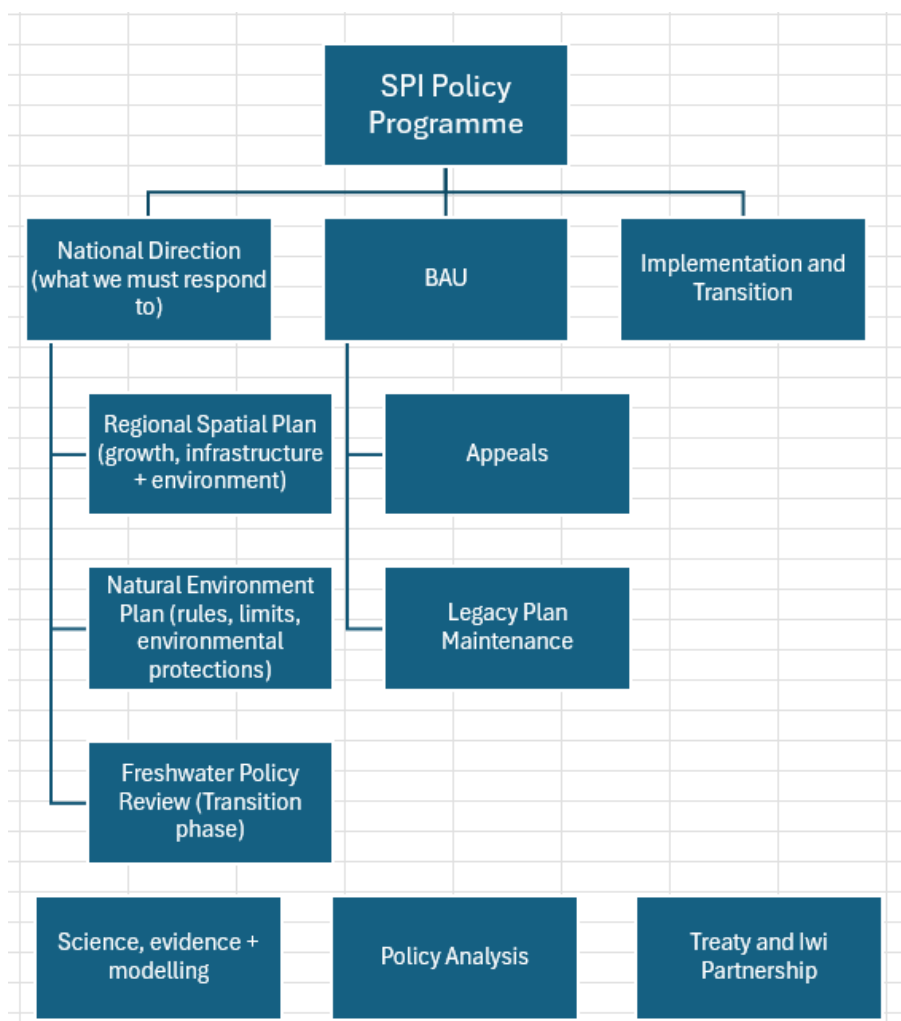 SPI Policy
Programme
National Direction
(what we must respond
to)
BAU
Implementation and
Transition
Regional Spatial Plan
(growth, infrastructure
+ environment)
Appeals
Natural Environment
Plan (rules, limits,
environmental
protections)
Legacy Plan
Maintenance
Freshwater Policy
Review (Transition
phase)
Science, evidence +
modelling
Policy Analysis
Treaty and Iwi
Partnership